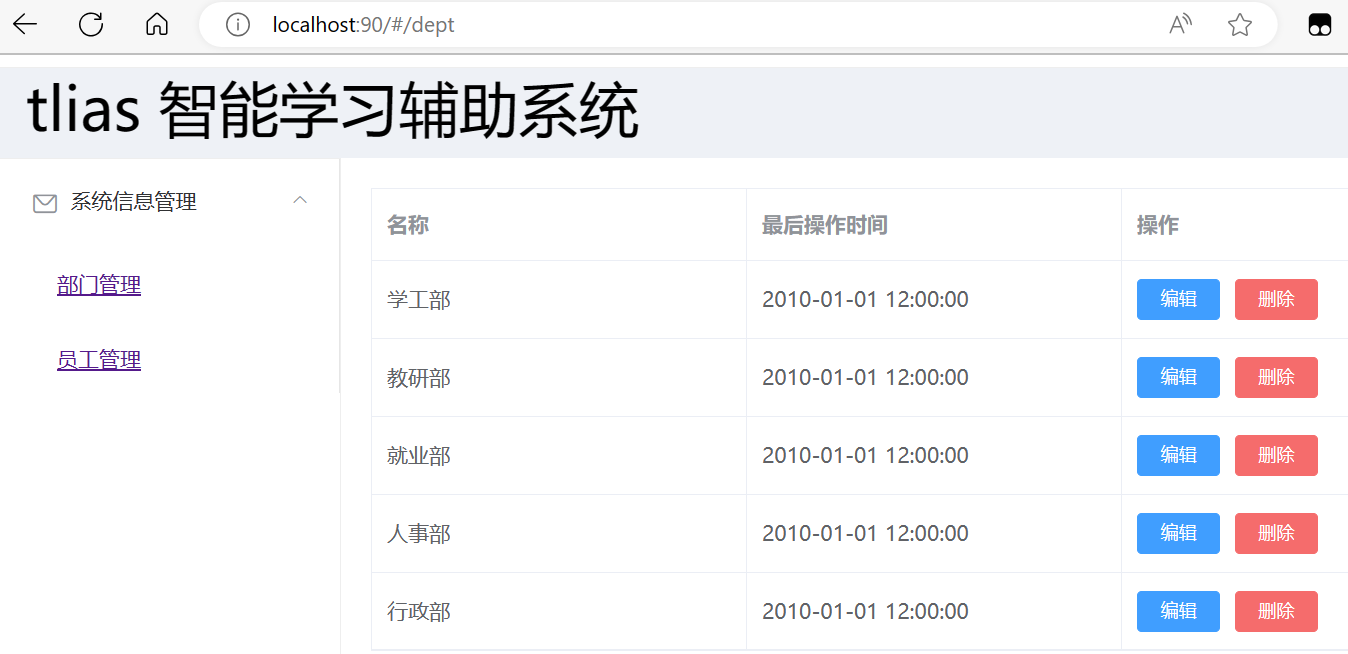 localhost:90/#/dept
tlias 智能学习辅助系统
系统信息管理
部门管理
员工管理
名称 最后操作时间 操作
学工部 2010-01-01 12:00:00 编辑 删除
教研部 2010-01-01 12:00:00 编辑 删除
就业部 2010-01-01 12:00:00 编辑 删除
人事部 2010-01-01 12:00:00 编辑 删除
行政部 2010-01-01 12:00:00 编辑 删除